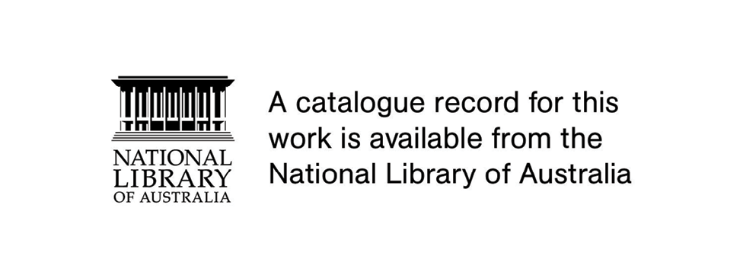 NATIONAL
LIBRARY
OF AUSTRALIA
A catalogue record for this
work is available from the
National Library of Australia